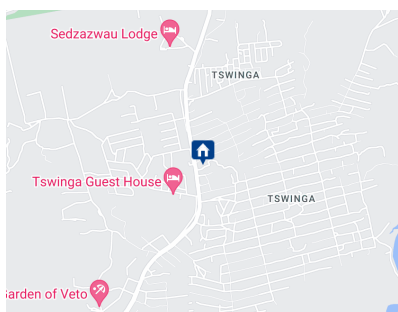 Sedzazwau Lodge
TSWINGA
Tswinga Guest House
TSWINGA
Garden of Veto